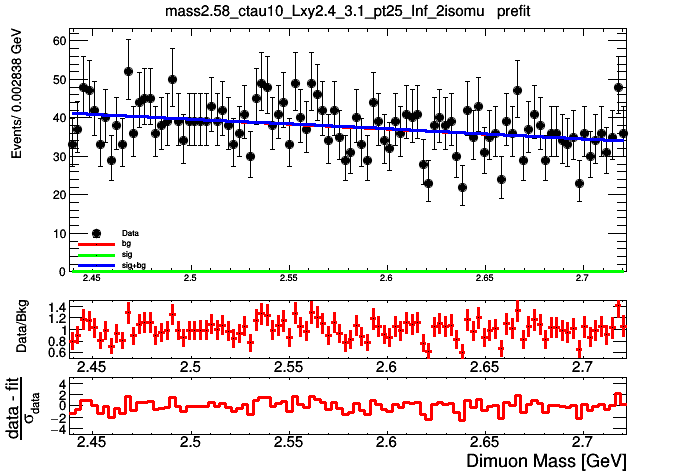 mass2.58_ctau10_Lxy2.4_3.1_pt25_Inf_2isomu prefit
Events/ 0.002838 GeV
60
50
40
30
20
10
0
Data
bg
sig
sig+bg
2.45 2.5 2.55 2.6 2.65 2.7
Data/Bkg
1.4
1.2
1
0.8
0.6
2.45 2.5 2.55 2.6 2.65 2.7
data - fit
σdata
4
2
0
−2
−4
2.45 2.5 2.55 2.6 2.65 2.7
Dimuon Mass [GeV]